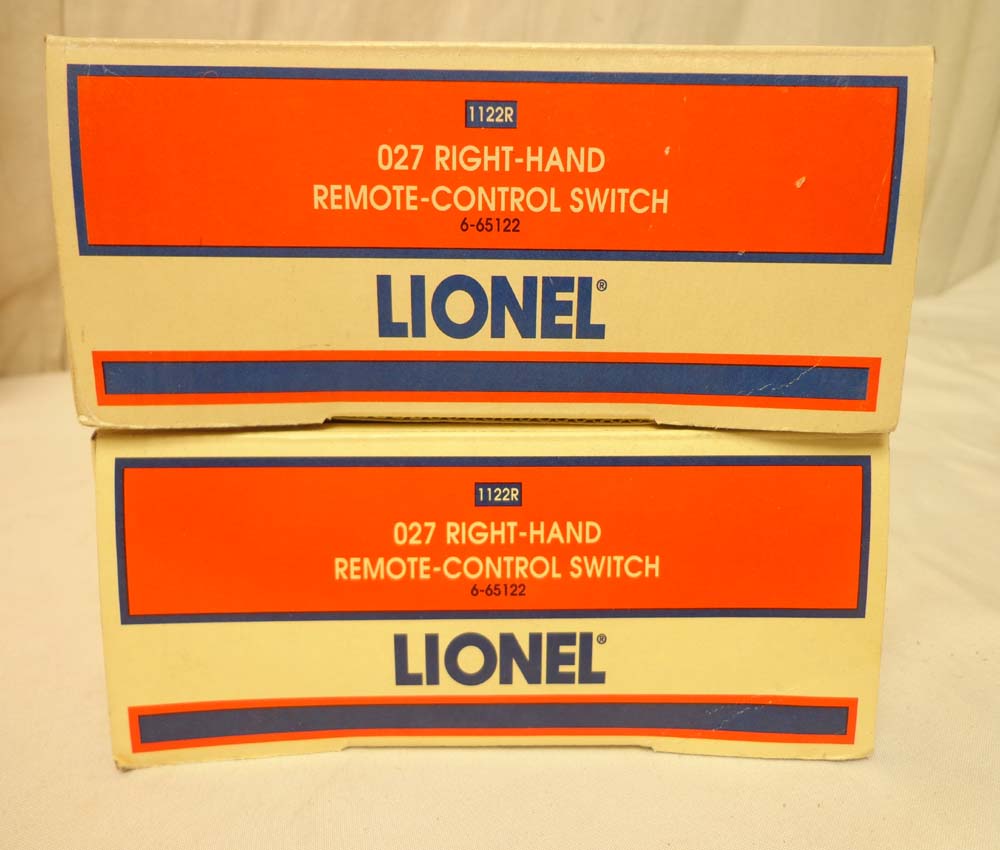 1122R
027 RIGHT-HAND
REMOTE-CONTROL SWITCH
6-65122
LIONEL®
1122R
027 RIGHT-HAND
REMOTE-CONTROL SWITCH
6-65122
LIONEL®